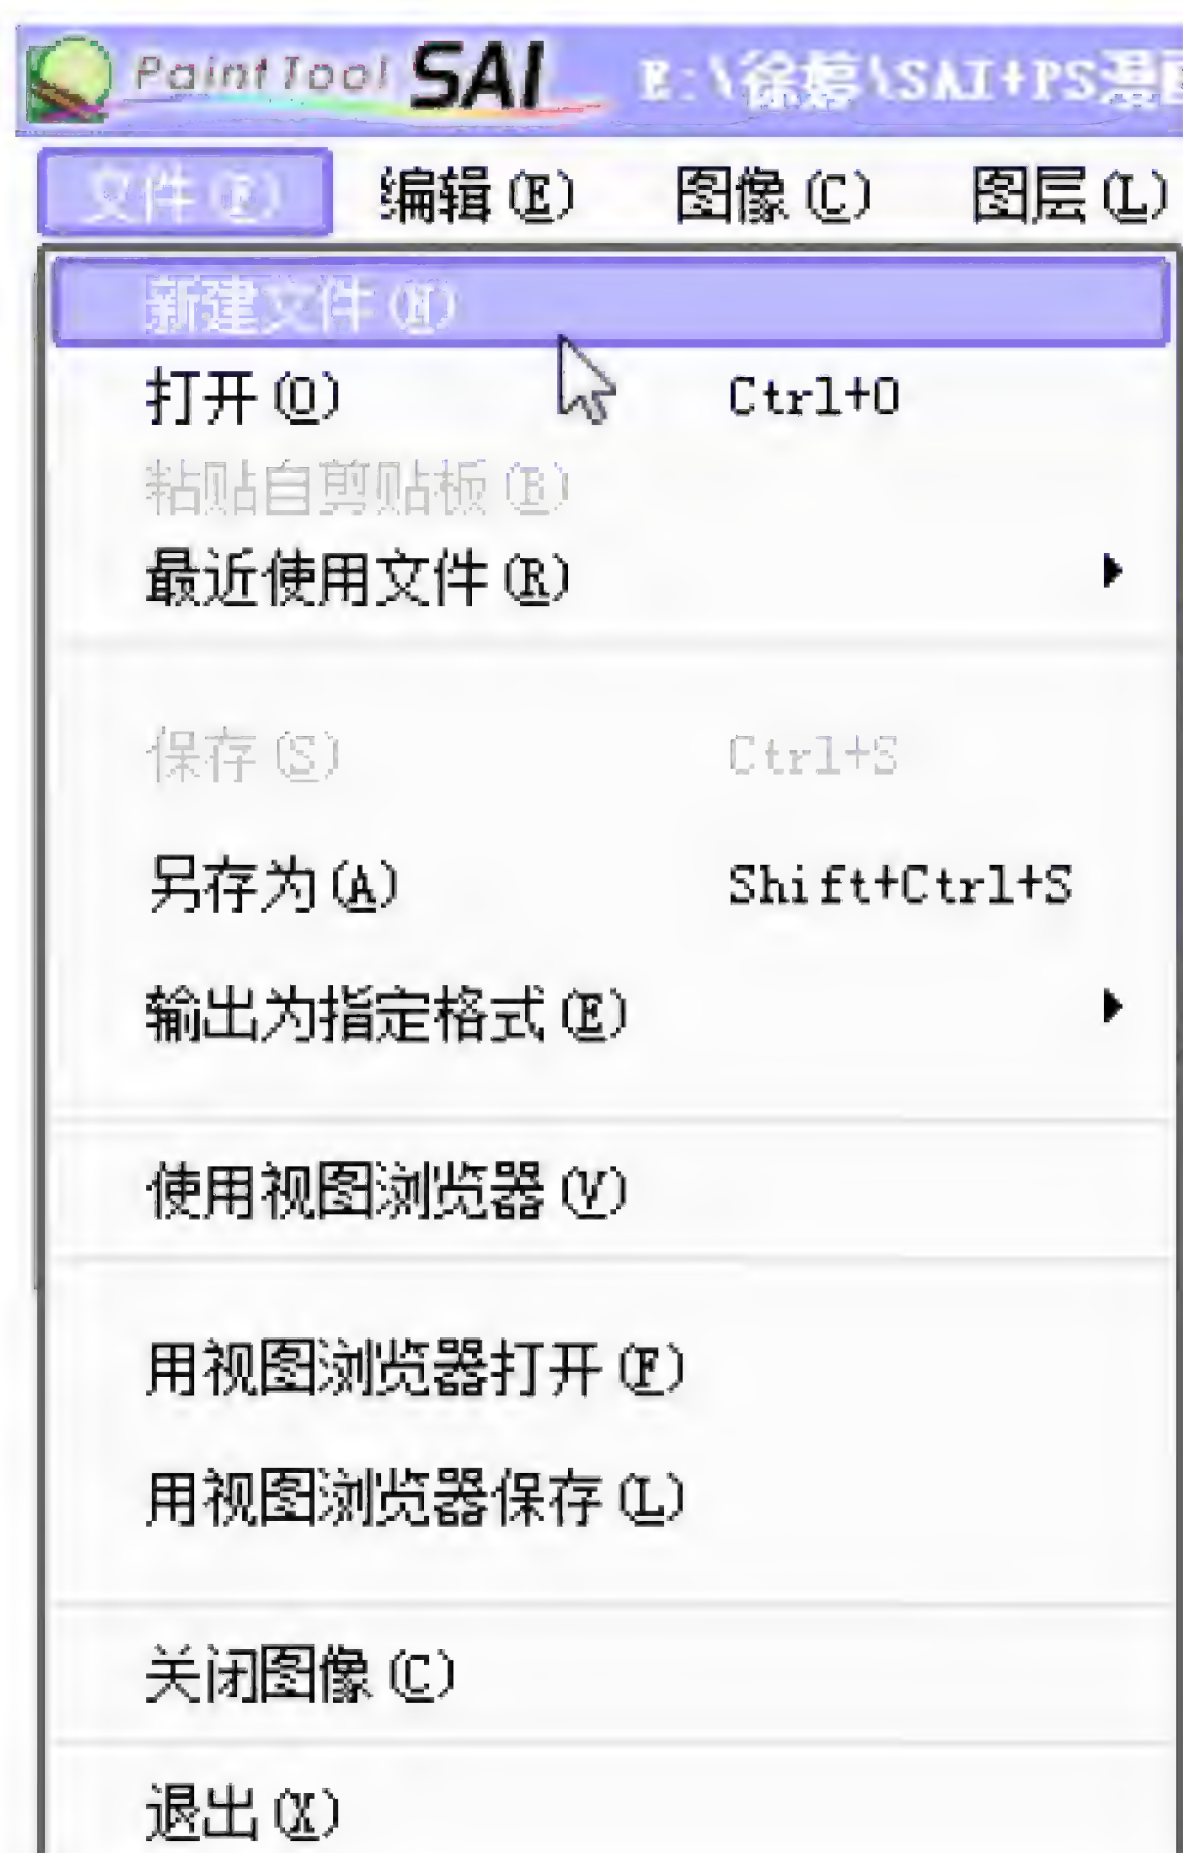 PaintTool SAI E:\徐婷\SAI+PS漫画
文件(F) 编辑(E) 图像(C) 图层(L)
新建文件(N)
打开(O) Ctrl+O
粘贴自剪贴板(B)
最近使用文件(R)
保存(S) Ctrl+S
另存为(A) Shift+Ctrl+S
输出为指定格式(E)
使用视图浏览器(V)
用视图浏览器打开(F)
用视图浏览器保存(L)
关闭图像(C)
退出(X)